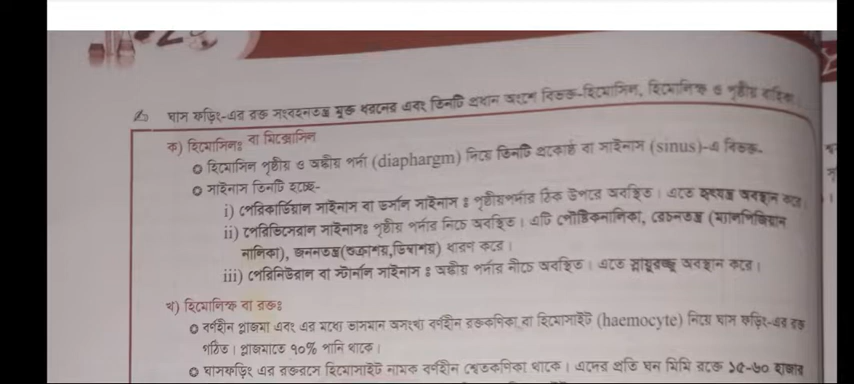 ঘাস ফড়িং-এর রক্ত সংবহনতন্ত্র মুক্ত ধরনের এবং তিনটি প্রধান অংশে বিভক্ত-হিমোসিল, হিমোলিম্ফ ও পৃষ্ঠীয় বাহিকা।
ক) হিমোসিলঃ বা মিক্সোসিল
হিমোসিল পৃষ্ঠীয় ও অঙ্কীয় পর্দা (diaphargm) দিয়ে তিনটি প্রকোষ্ঠ বা সাইনাস (sinus)-এ বিভক্ত-
সাইনাস তিনটি হচ্ছে-
i) পেরিকার্ডিয়াল সাইনাস বা ডর্সাল সাইনাস ঃ পৃষ্ঠীয়পর্দার ঠিক উপরে অবস্থিত। এতে হৃদযন্ত্র অবস্থান করে।
ii) পেরিভিসেরাল সাইনাসঃ পৃষ্ঠীয় পর্দার নিচে অবস্থিত। এটি পৌষ্টিকনালিকা, রেচনতন্ত্র (ম্যালপিজিয়ান
নালিকা), জননতন্ত্র(শুক্রাশয়,ডিম্বাশয়) ধারণ করে।
iii) পেরিনিউরাল বা স্টার্নাল সাইনাস ঃ অঙ্কীয় পর্দার নীচে অবস্থিত। এতে স্নায়ুরজ্জু অবস্থান করে।
খ) হিমোলিম্ফ বা রক্তঃ
বর্ণহীন প্লাজমা এবং এর মধ্যে ভাসমান অসংখ্য বর্ণহীন রক্তকণিকা বা হিমোসাইট (haemocyte) নিয়ে ঘাস ফড়িং-এর রক্ত
গঠিত। প্লাজমাতে ৭০% পানি থাকে।
ঘাসফড়িং এর রক্তরসে হিমোসাইট নামক বর্ণহীন শ্বেতকণিকা থাকে। এদের প্রতি ঘন মিমি রক্তে ১৫-৬০ হাজার